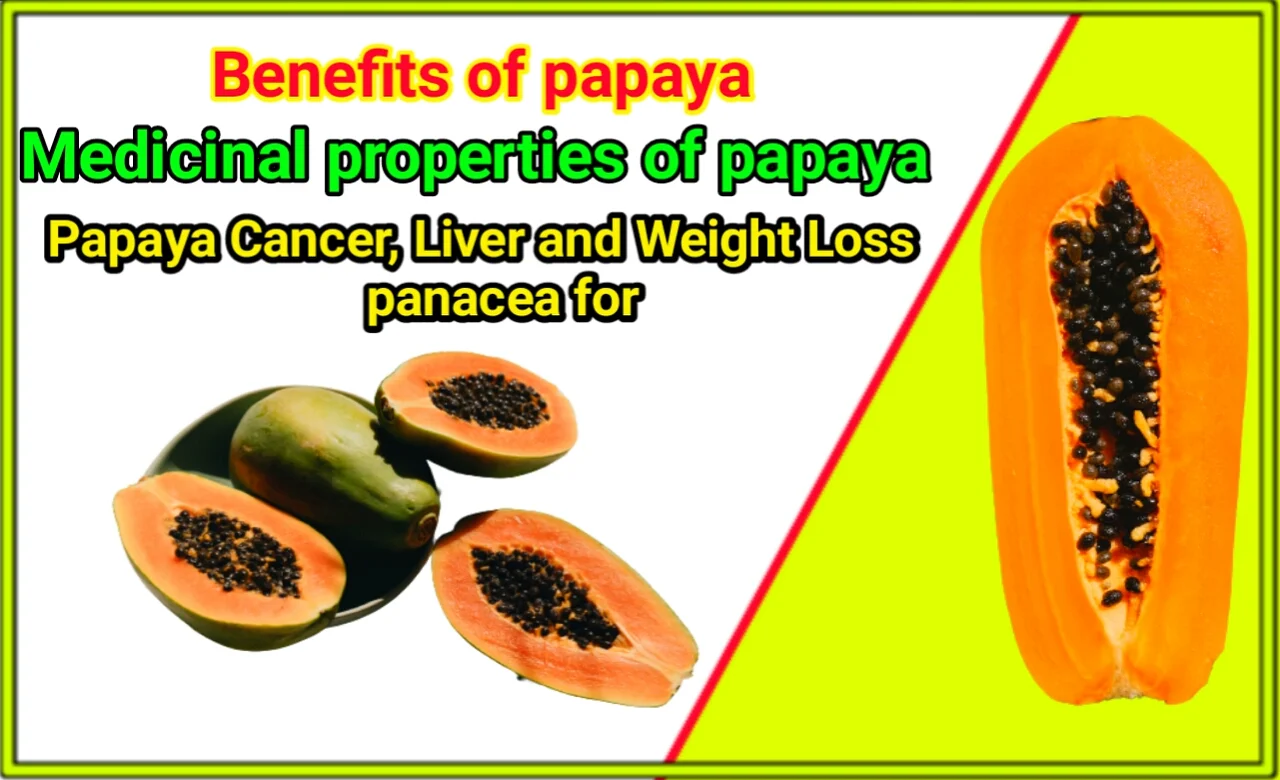 Benefits of papaya
Medicinal properties of papaya
Papaya Cancer, Liver and Weight Loss
panacea for